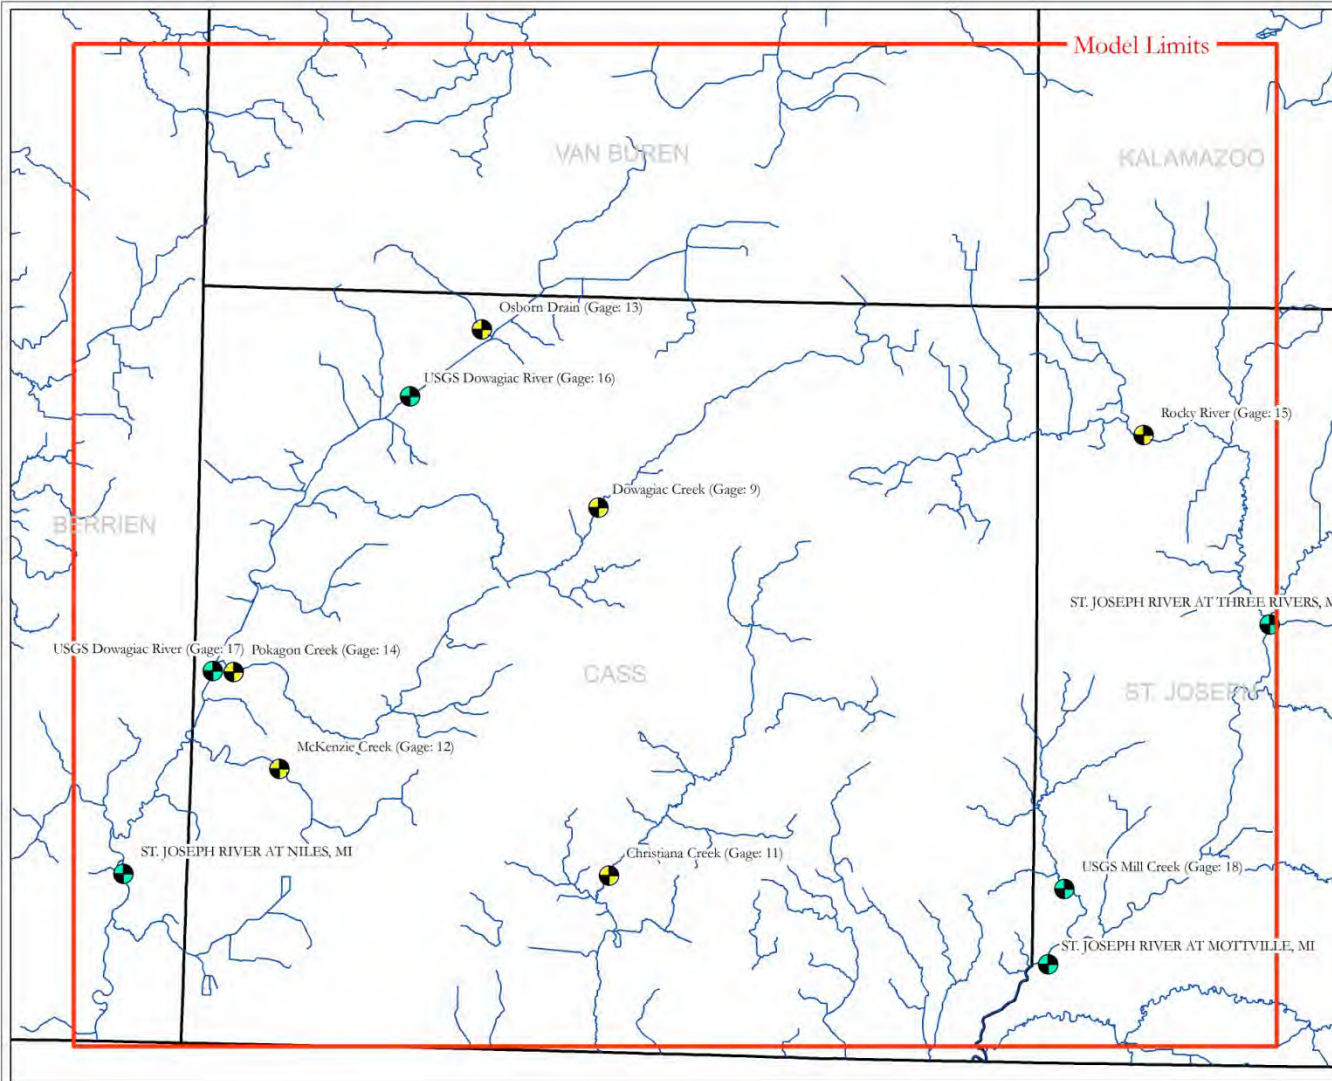 Model Limits
VAN BUREN
KALAMAZOO
Osborn Drain (Gage: 13)
USGS Dowagiac River (Gage: 16)
Rocky River (Gage: 15)
Dowagiac Creek (Gage: 9)
BERRIEN
ST. JOSEPH RIVER AT THREE RIVERS, M
USGS Dowagiac River (Gage: 17)
Pokagon Creek (Gage: 14)
CASS
ST. JOSEPH
McKenzie Creek (Gage: 12)
ST. JOSEPH RIVER AT NILES, MI
Christiana Creek (Gage: 11)
USGS Mill Creek (Gage: 18)
ST. JOSEPH RIVER AT MOTTVILLE, MI